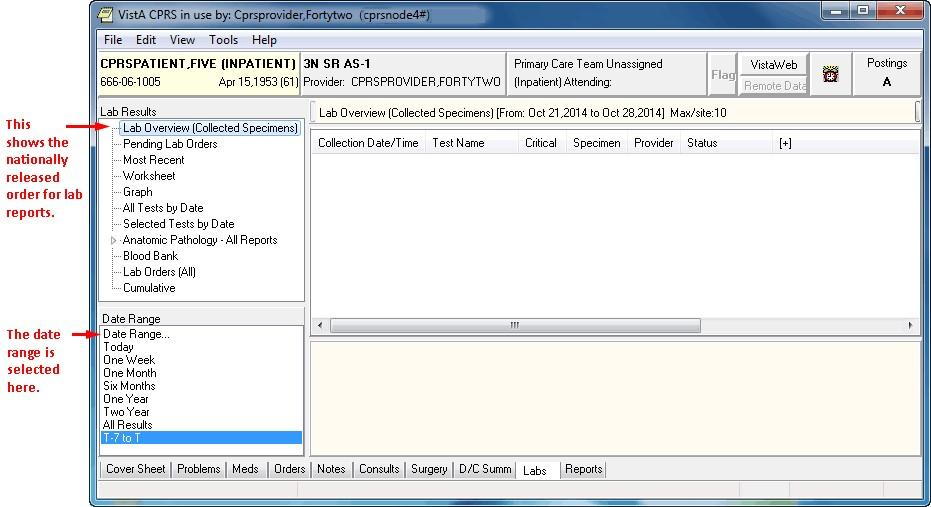 VistA CPRS in use by: Cprsprovider,Fortytwo (cprsnode4#)
File Edit View Tools Help
CPRSPATIENT,FIVE (INPATIENT)
666-06-1005 Apr 15,1953 (61)
3N SR AS-1
Provider: CPRSPROVIDER,FORTYTWO
Primary Care Team Unassigned
(Inpatient) Attending:
Flag
VistaWeb
Remote Data
Postings
A
This
shows the
nationally
released
order for lab
reports.
Lab Results
Lab Overview (Collected Specimens)
Pending Lab Orders
Most Recent
Worksheet
Graph
All Tests by Date
Selected Tests by Date
Anatomic Pathology - All Reports
Blood Bank
Lab Orders (All)
Cumulative
Lab Overview (Collected Specimens) [From: Oct 21,2014 to Oct 28,2014] Max/site:10
Collection Date/Time Test Name Critical Specimen Provider Status [+]
The date
range is
selected
here.
Date Range
Date Range...
Today
One Week
One Month
Six Months
One Year
Two Year
All Results
T-7 to T
Cover Sheet Problems Meds Orders Notes Consults Surgery D/C Summ Labs Reports